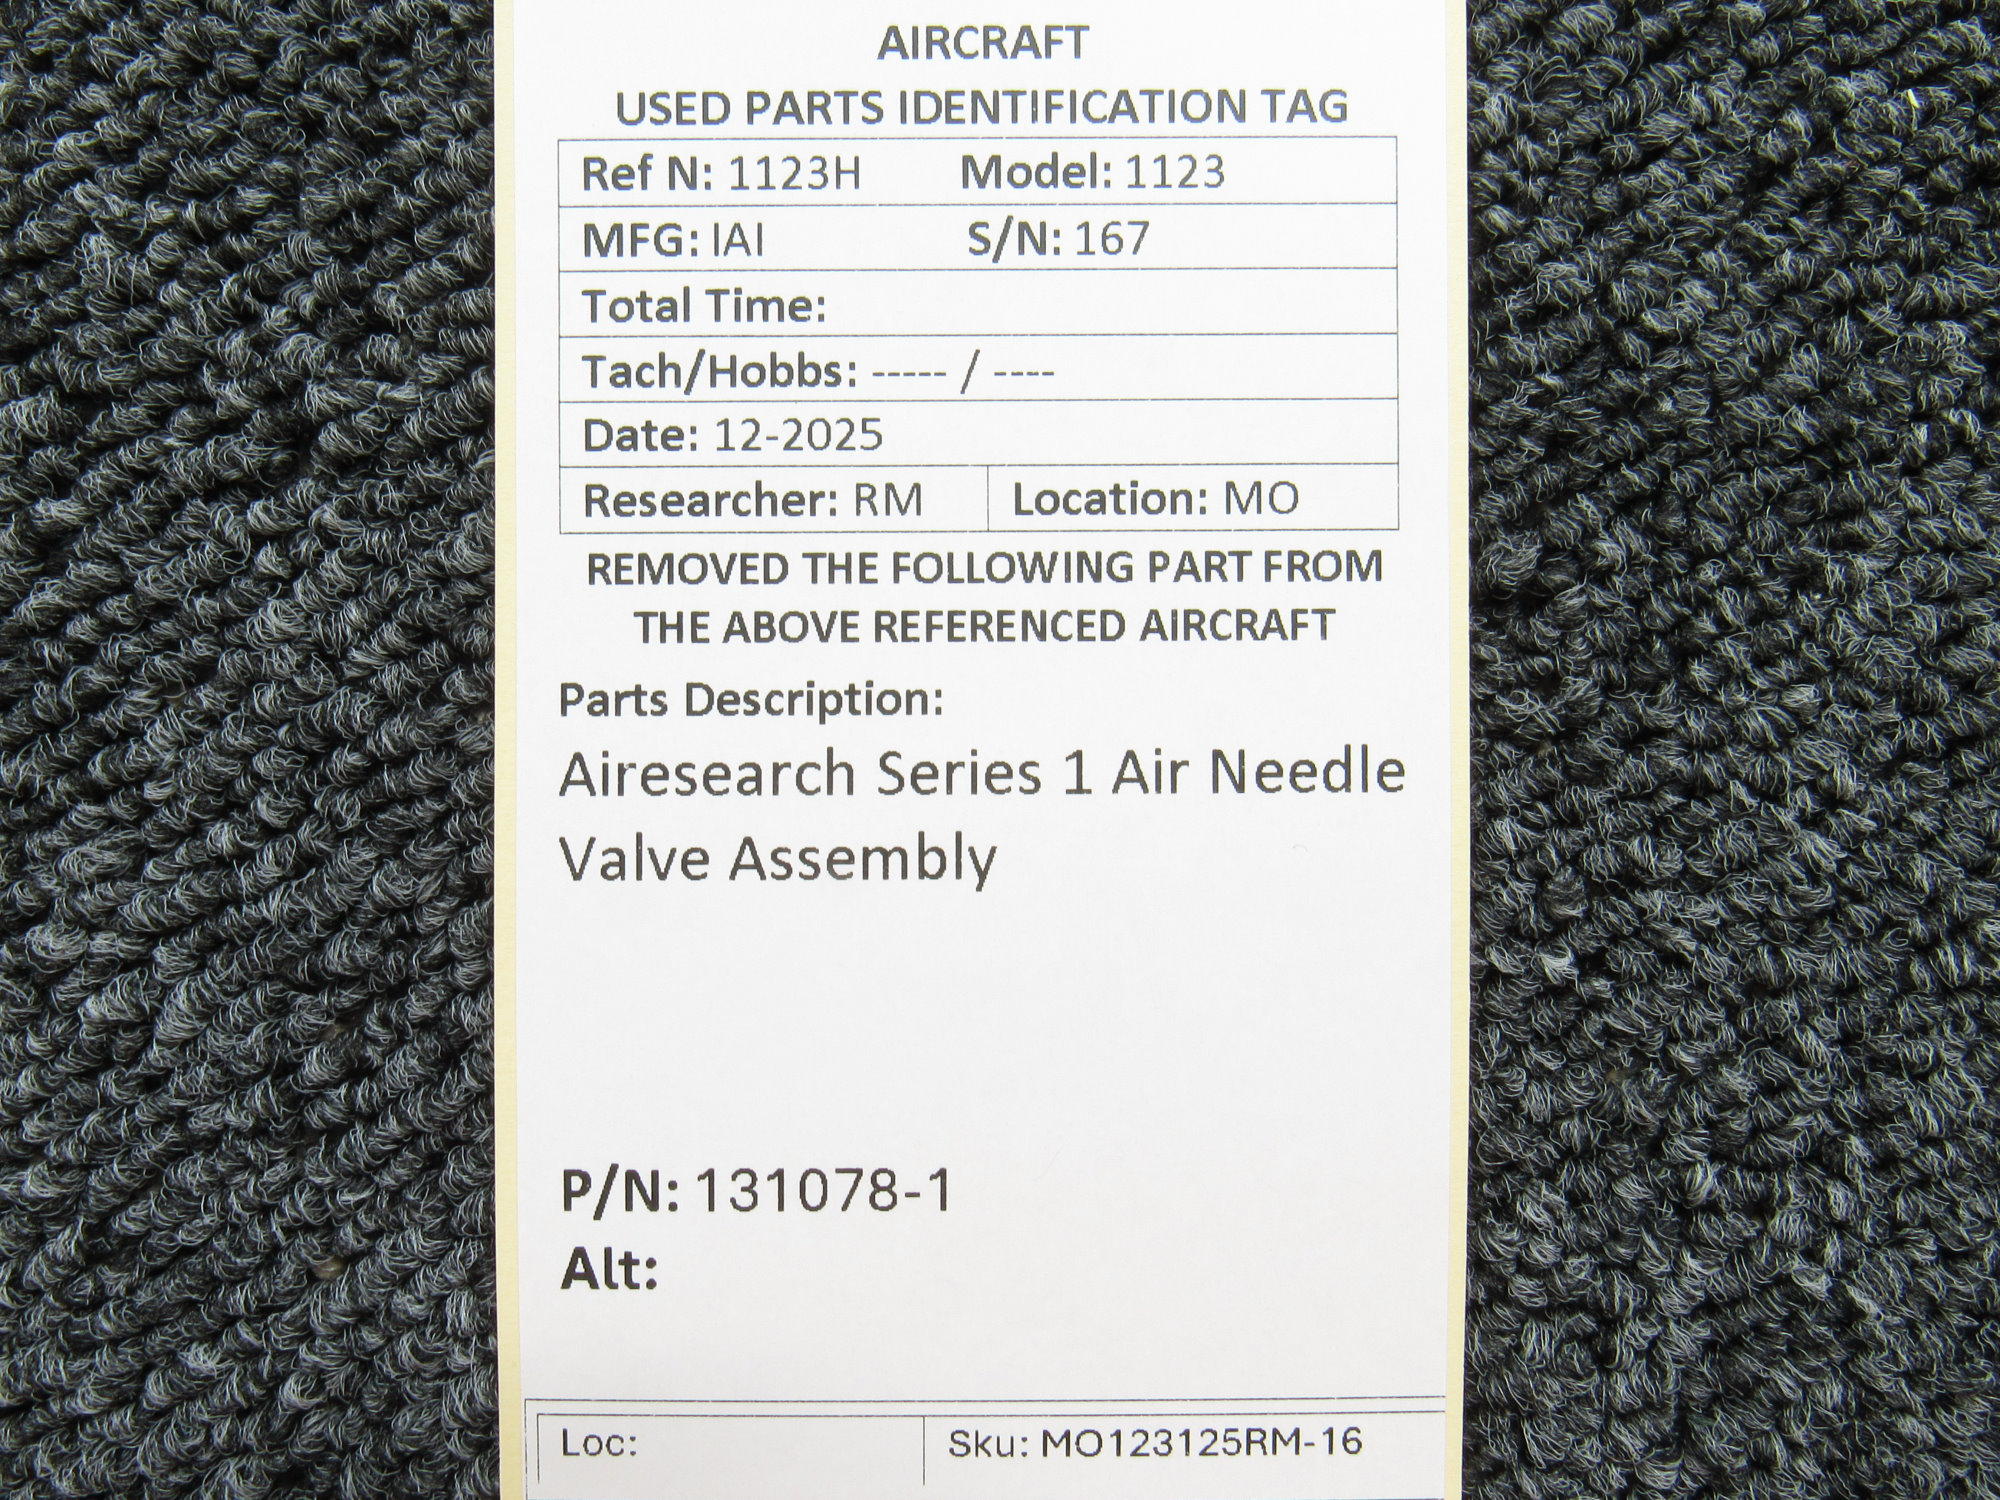 AIRCRAFT
USED PARTS IDENTIFICATION TAG
Ref N: 1123H Model: 1123
MFG: IAI S/N: 167
Total Time:
Tach/Hobbs: ----- / ----
Date: 12-2025
Researcher: RM Location: MO
REMOVED THE FOLLOWING PART FROM
THE ABOVE REFERENCED AIRCRAFT
Parts Description:
Airesearch Series 1 Air Needle
Valve Assembly
P/N: 131078-1
Alt:
Loc: Sku: MO123125RM-16